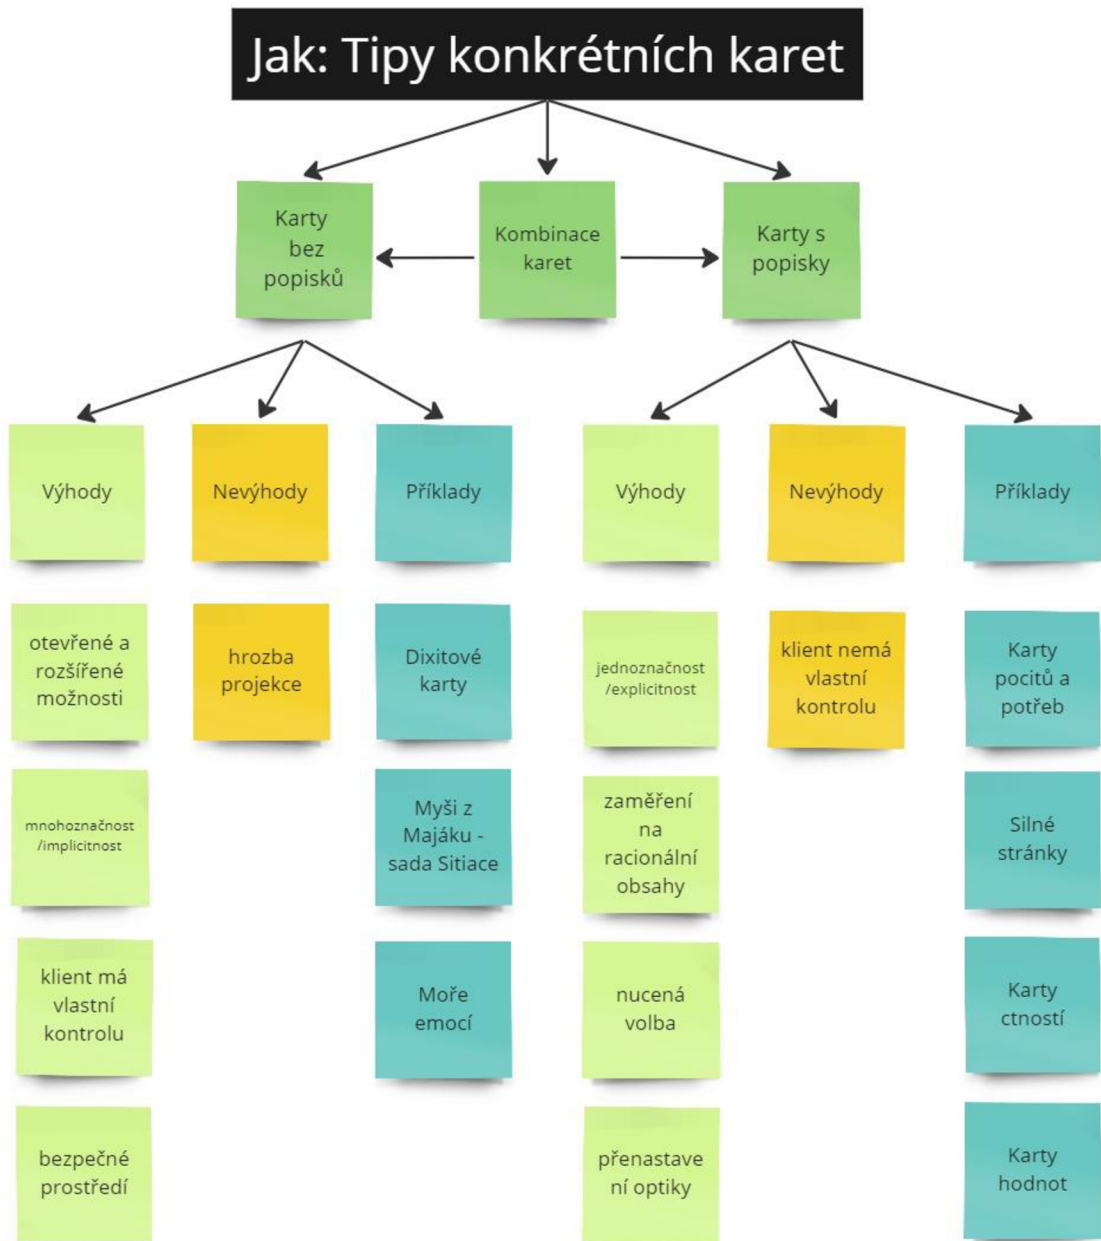 Jak: Tipy konkrétních karet
Karty
bez
popisků
Kombinace
karet
Karty s
popisky
Výhody
Nevýhody
Příklady
Výhody
Nevýhody
Příklady
otevřené a
rozšířené
možnosti
mnohoznačnost
/implicitnost
klient má
vlastní
kontrolu
bezpečné
prostředí
hrozba
projekce
Dixitové
karty
Myši z
Majáku -
sada Sitiace
Moře
emocí
jednoznačnost
/explicitnost
zaměření
na
racionální
obsahy
nucená
volba
přenastave
ní optiky
klient nemá
vlastní
kontrolu
Karty
pocitů a
potřeb
Silné
stránky
Karty
ctností
Karty
hodnot